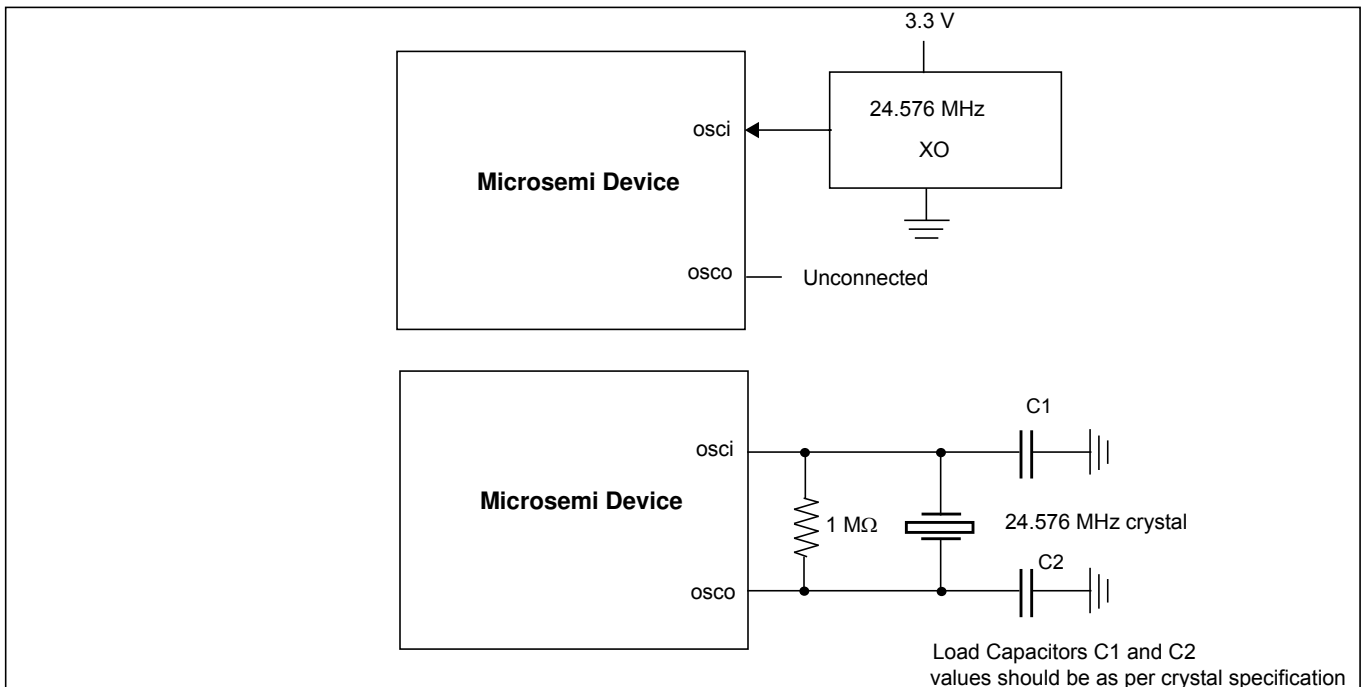 3.3 V
24.576 MHz
XO
osci
Microsemi Device
osco
Unconnected
C1
osci
Microsemi Device
1 MΩ
24.576 MHz crystal
C2
osco
Load Capacitors C1 and C2
values should be as per crystal specification